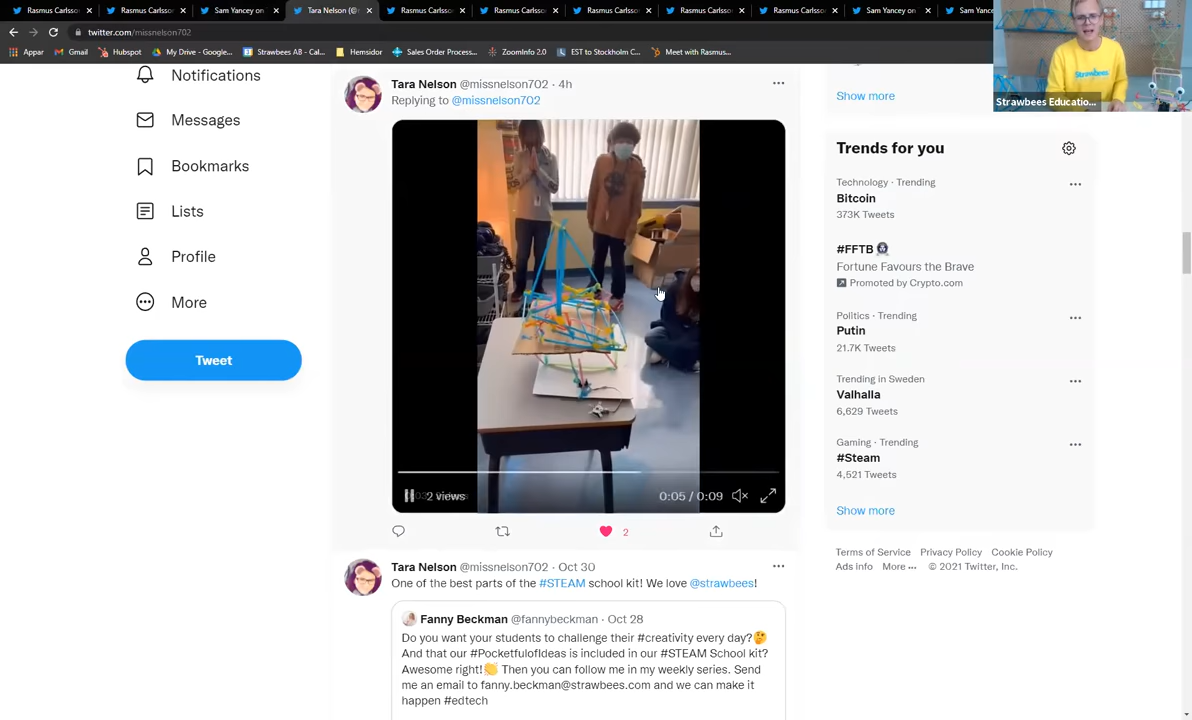 Rasmus Carlsson
Rasmus Carlsson
Sam Yancey on
Tara Nelson (@
Rasmus Carlsson
Rasmus Carlsson
Rasmus Carlsson
Rasmus Carlsson
Rasmus Carlsson
Sam Yancey on
Sam Yance
twitter.com/missnelson702
Appar
Gmail
Hubspot
My Drive - Google...
Strawbees AB - Cal...
Hemsidor
Sales Order Process...
ZoomInfo 2.0
EST to Stockholm C...
Meet with Rasmus...
Strawbees
Strawbees Educatio...
Notifications
Messages
Bookmarks
Lists
Profile
More
Tweet
Tara Nelson @missnelson702 · 4h
Replying to @missnelson702
2 views
0:05 / 0:09
2
Tara Nelson @missnelson702 · Oct 30
One of the best parts of the #STEAM school kit! We love @strawbees!
Fanny Beckman @fannybeckman · Oct 28
Do you want your students to challenge their #creativity every day?🤔
And that our #PocketfulofIdeas is included in our #STEAM School kit?
Awesome right!👏 Then you can follow me in my weekly series. Send
me an email to fanny.beckman@strawbees.com and we can make it
happen #edtech
Show more
Trends for you
Technology · Trending
Bitcoin
373K Tweets
#FFTB
Fortune Favours the Brave
Promoted by Crypto.com
Politics · Trending
Putin
21.7K Tweets
Trending in Sweden
Valhalla
6,629 Tweets
Gaming · Trending
#Steam
4,521 Tweets
Show more
Terms of Service Privacy Policy Cookie Policy
Ads info More ··· © 2021 Twitter, Inc.